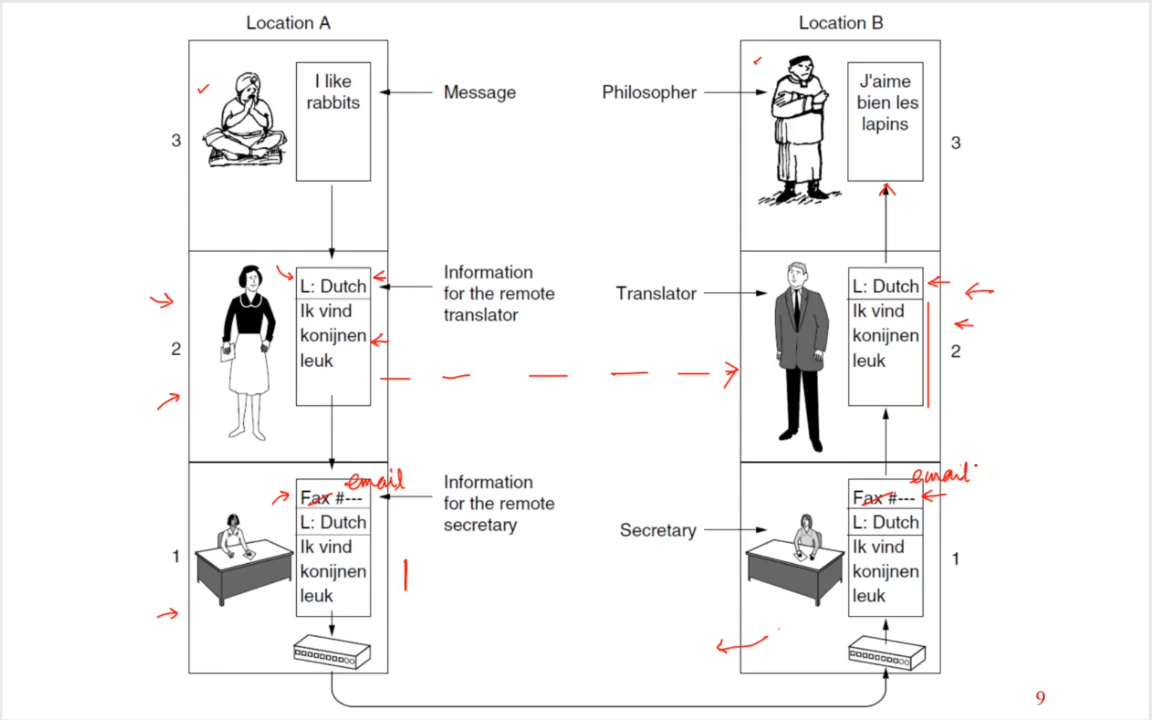 Location A
Location B
I like
rabbits
Message
Philosopher
J'aime
bien les
lapins
3
3
L: Dutch
Ik vind
konijnen
leuk
Information
for the remote
translator
Translator
L: Dutch
Ik vind
konijnen
leuk
2
2
email
Fax #---
L: Dutch
Ik vind
konijnen
leuk
Information
for the remote
secretary
Secretary
email
Fax #---
L: Dutch
Ik vind
konijnen
leuk
1
1
9